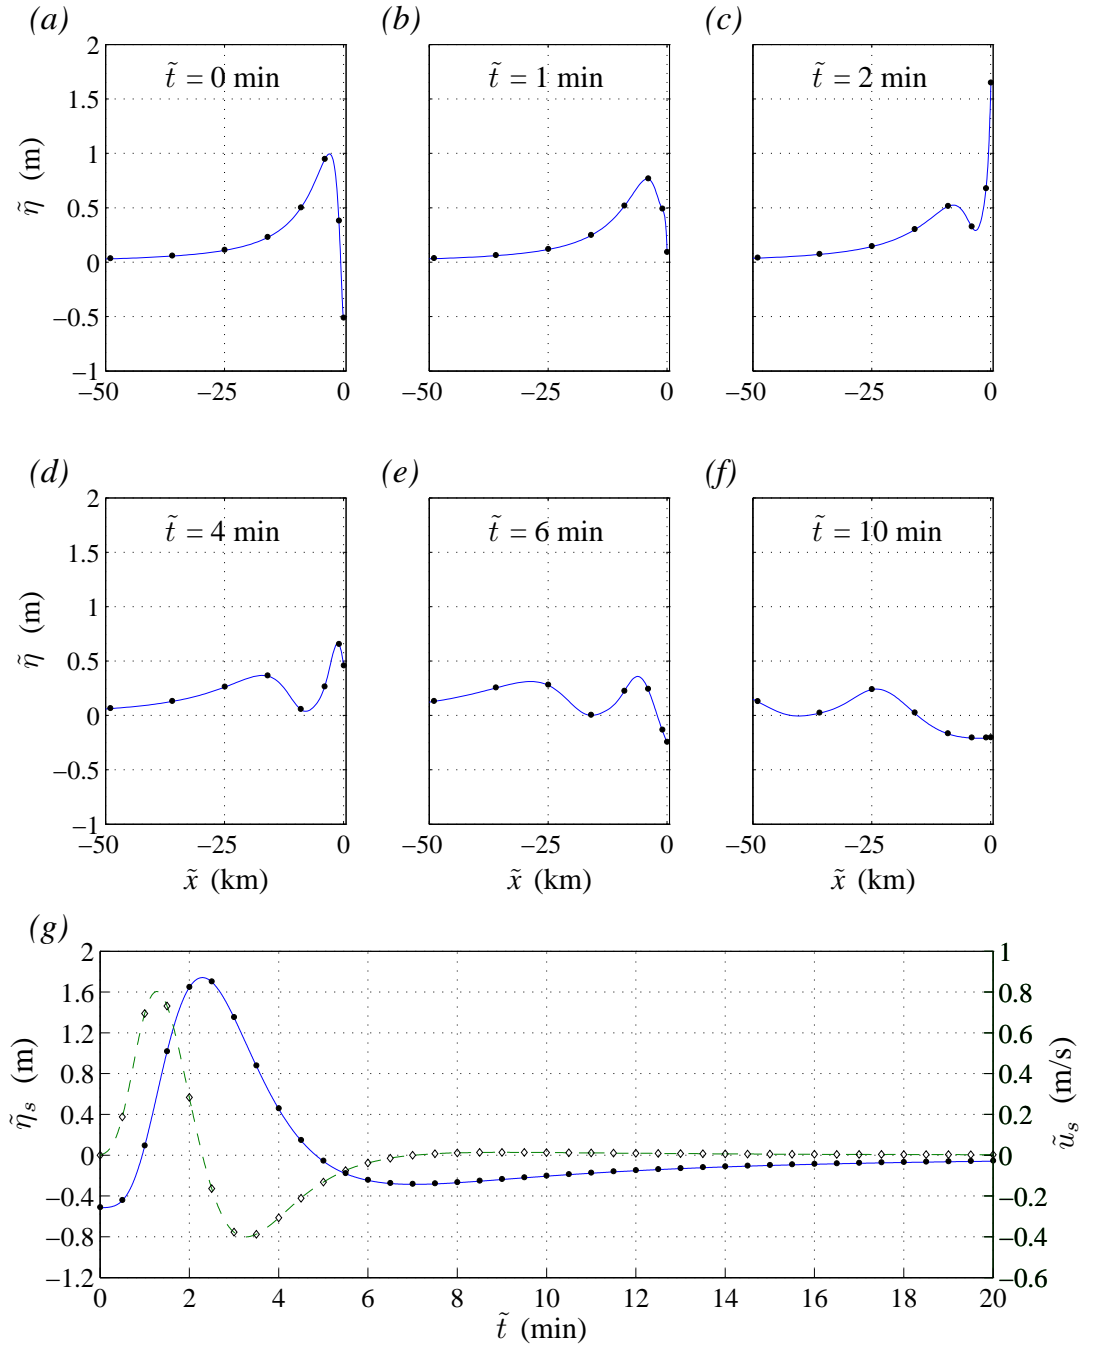 (a) (b) (c)
t̃ = 0 min t̃ = 1 min t̃ = 2 min
2
1.5
1
0.5
0
−0.5
−1
η̃ (m)
−50 −25 0 −50 −25 0 −50 −25 0
(d) (e) (f)
t̃ = 4 min t̃ = 6 min t̃ = 10 min
2
1.5
1
0.5
0
−0.5
−1
η̃ (m)
−50 −25 0 −50 −25 0 −50 −25 0
x̃ (km) x̃ (km) x̃ (km)
(g)
2
1.6
1.2
0.8
0.4
0
−0.4
−0.8
−1.2
η̃s (m)
1
0.8
0.6
0.4
0.2
0
−0.2
−0.4
−0.6
ũs (m/s)
0 2 4 6 8 10 12 14 16 18 20
t̃ (min)